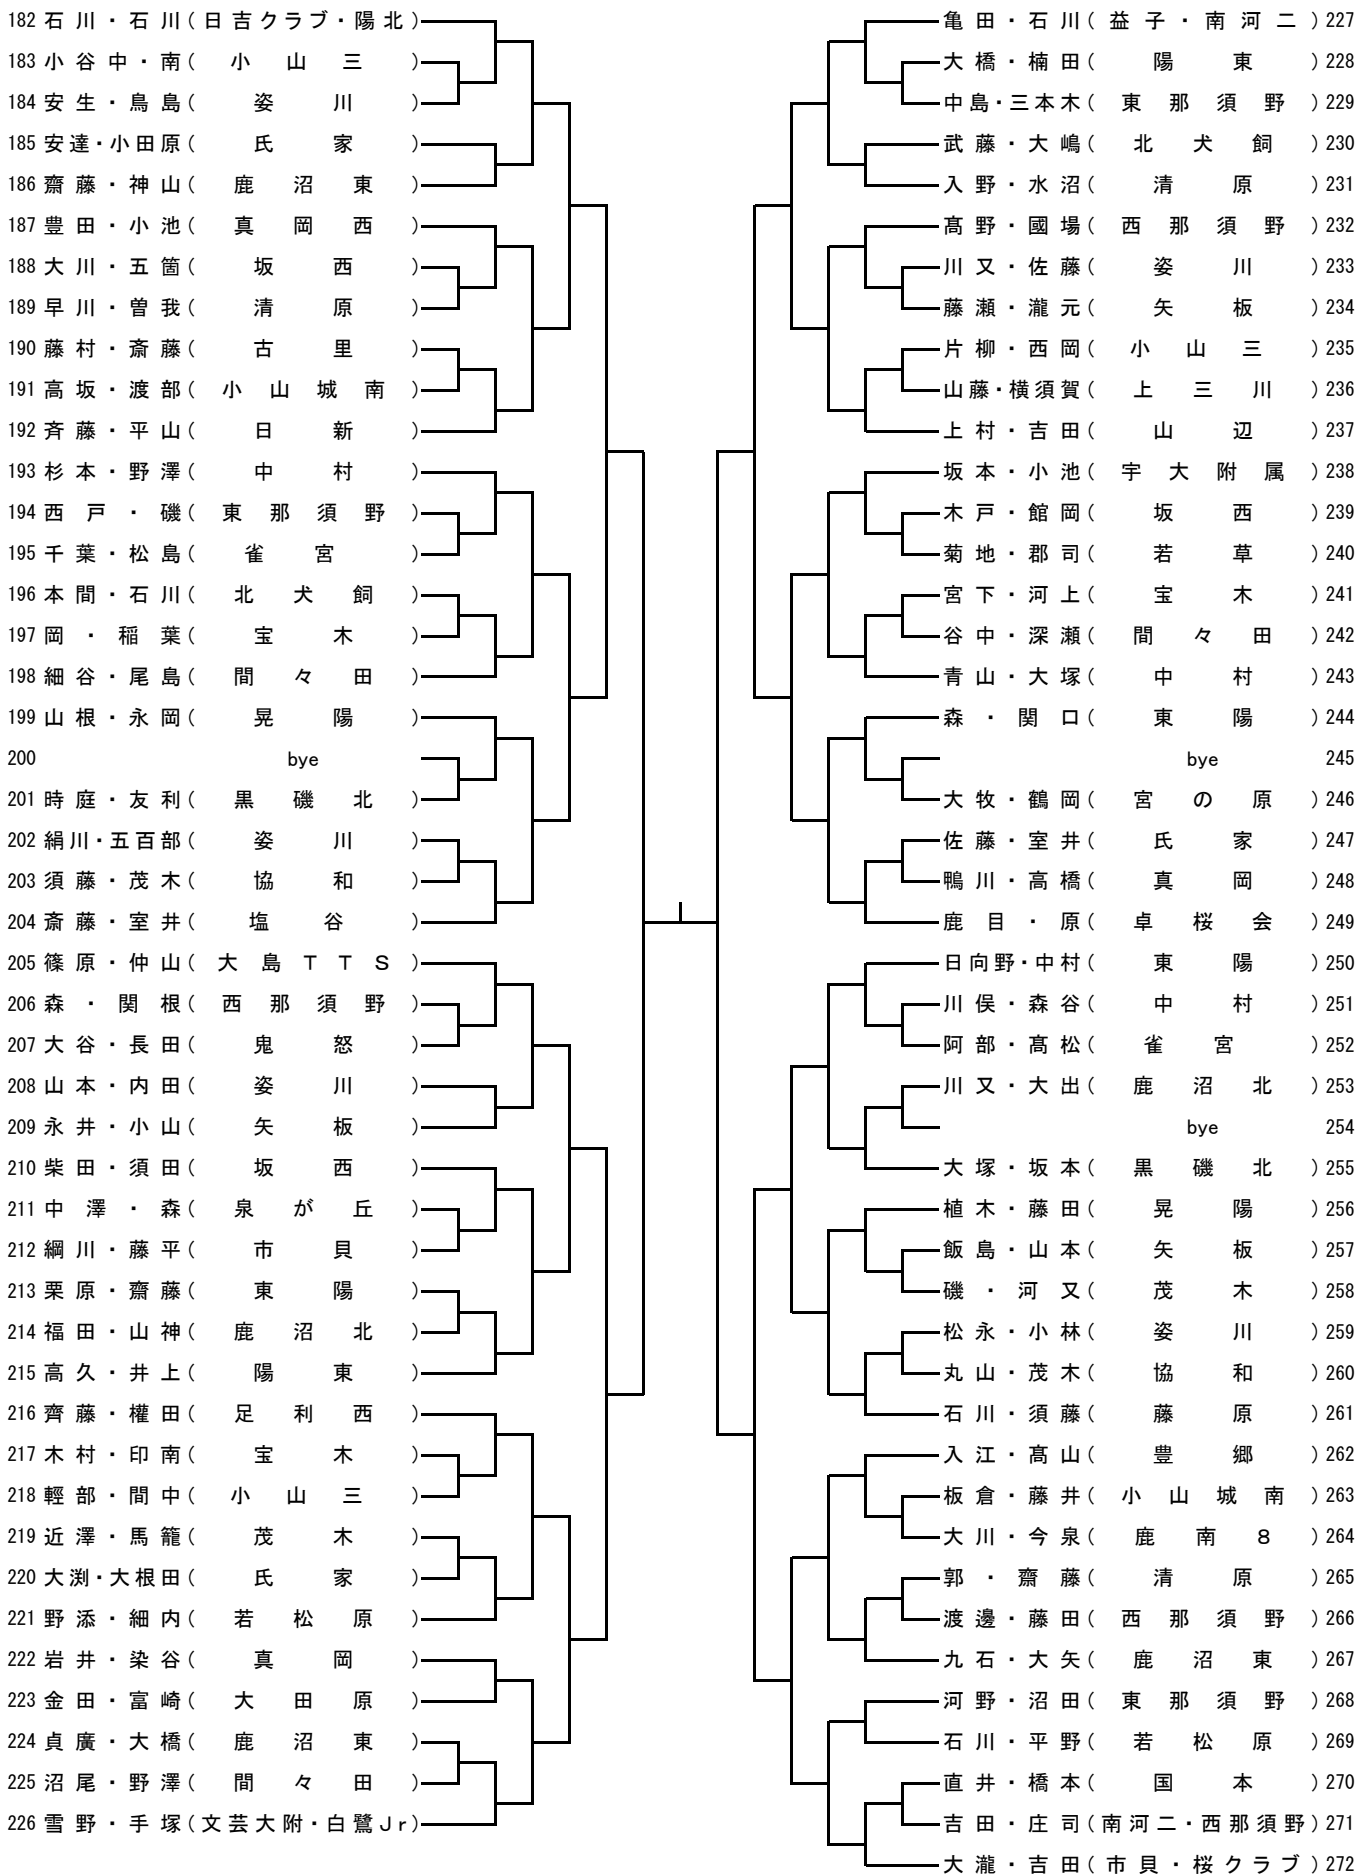 182 石川・石川(日吉クラブ・陽北)
183 小谷中・南(小山三)
184 安生・鳥島(姿川)
185 安達・小田原(氏家)
186 齋藤・神山(鹿沼東)
187 豊田・小池(真岡西)
188 大川・五箇(坂西)
189 早川・曽我(清原)
190 藤村・斎藤(古里)
191 高坂・渡部(小山城南)
192 斉藤・平山(日新)
193 杉本・野澤(中村)
194 西戸・磯(東那須野)
195 千葉・松島(雀宮)
196 本間・石川(北犬飼)
197 岡・稲葉(宝木)
198 細谷・尾島(間々田)
199 山根・永岡(晃陽)
200 bye
201 時庭・友利(黒磯北)
202 絹川・五百部(姿川)
203 須藤・茂木(協和)
204 斎藤・室井(塩谷)
205 篠原・仲山(大島TTS)
206 森・関根(西那須野)
207 大谷・長田(鬼怒)
208 山本・内田(姿川)
209 永井・小山(矢板)
210 柴田・須田(坂西)
211 中澤・森(泉が丘)
212 綱川・藤平(市貝)
213 栗原・齋藤(東陽)
214 福田・山神(鹿沼北)
215 高久・井上(陽東)
216 齊藤・權田(足利西)
217 木村・印南(宝木)
218 輕部・間中(小山三)
219 近澤・馬籠(茂木)
220 大渕・大根田(氏家)
221 野添・細内(若松原)
222 岩井・染谷(真岡)
223 金田・富崎(大田原)
224 貞廣・大橋(鹿沼東)
225 沼尾・野澤(間々田)
226 雪野・手塚(文芸大附・白鷺Jr)
亀田・石川(益子・南河二)227
大橋・楠田(陽東)228
中島・三本木(東那須野)229
武藤・大嶋(北犬飼)230
入野・水沼(清原)231
髙野・國場(西那須野)232
川又・佐藤(姿川)233
藤瀬・瀧元(矢板)234
片柳・西岡(小山三)235
山藤・横須賀(上三川)236
上村・吉田(山辺)237
坂本・小池(宇大附属)238
木戸・館岡(坂西)239
菊地・郡司(若草)240
宮下・河上(宝木)241
谷中・深瀬(間々田)242
青山・大塚(中村)243
森・関口(東陽)244
bye 245
大牧・鶴岡(宮の原)246
佐藤・室井(氏家)247
鴨川・高橋(真岡)248
鹿目・原(卓桜会)249
日向野・中村(東陽)250
川俣・森谷(中村)251
阿部・髙松(雀宮)252
川又・大出(鹿沼北)253
bye 254
大塚・坂本(黒磯北)255
植木・藤田(晃陽)256
飯島・山本(矢板)257
磯・河又(茂木)258
松永・小林(姿川)259
丸山・茂木(協和)260
石川・須藤(藤原)261
入江・髙山(豊郷)262
板倉・藤井(小山城南)263
大川・今泉(鹿南8)264
郭・齋藤(清原)265
渡邊・藤田(西那須野)266
九石・大矢(鹿沼東)267
河野・沼田(東那須野)268
石川・平野(若松原)269
直井・橋本(国本)270
吉田・庄司(南河二・西那須野)271
大瀧・吉田(市貝・桜クラブ)272